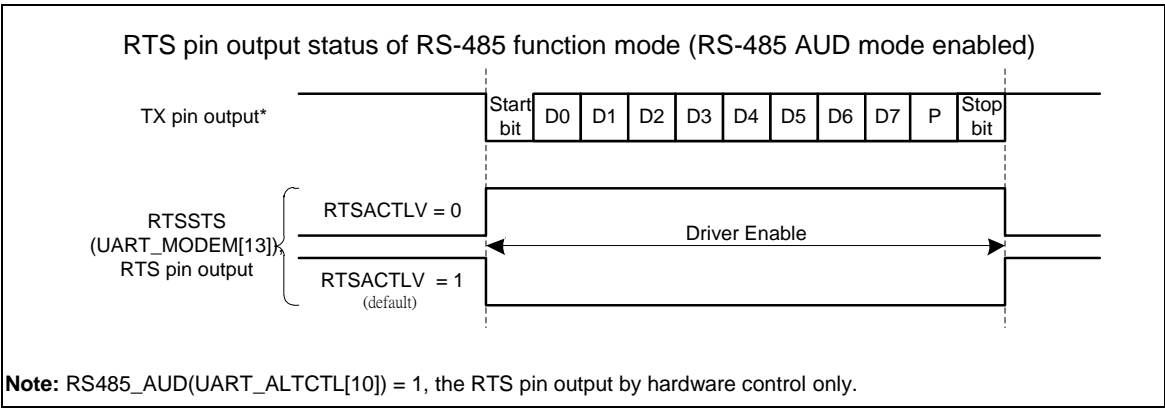 RTS pin output status of RS-485 function mode (RS-485 AUD mode enabled)
TX pin output*
Start bit
D0
D1
D2
D3
D4
D5
D6
D7
P
Stop bit
RTSSTS
(UART_MODEM[13]),
RTS pin output
RTSACTLV = 0
Driver Enable
RTSACTLV = 1
(default)
Note: RS485_AUD(UART_ALTCTL[10]) = 1, the RTS pin output by hardware control only.